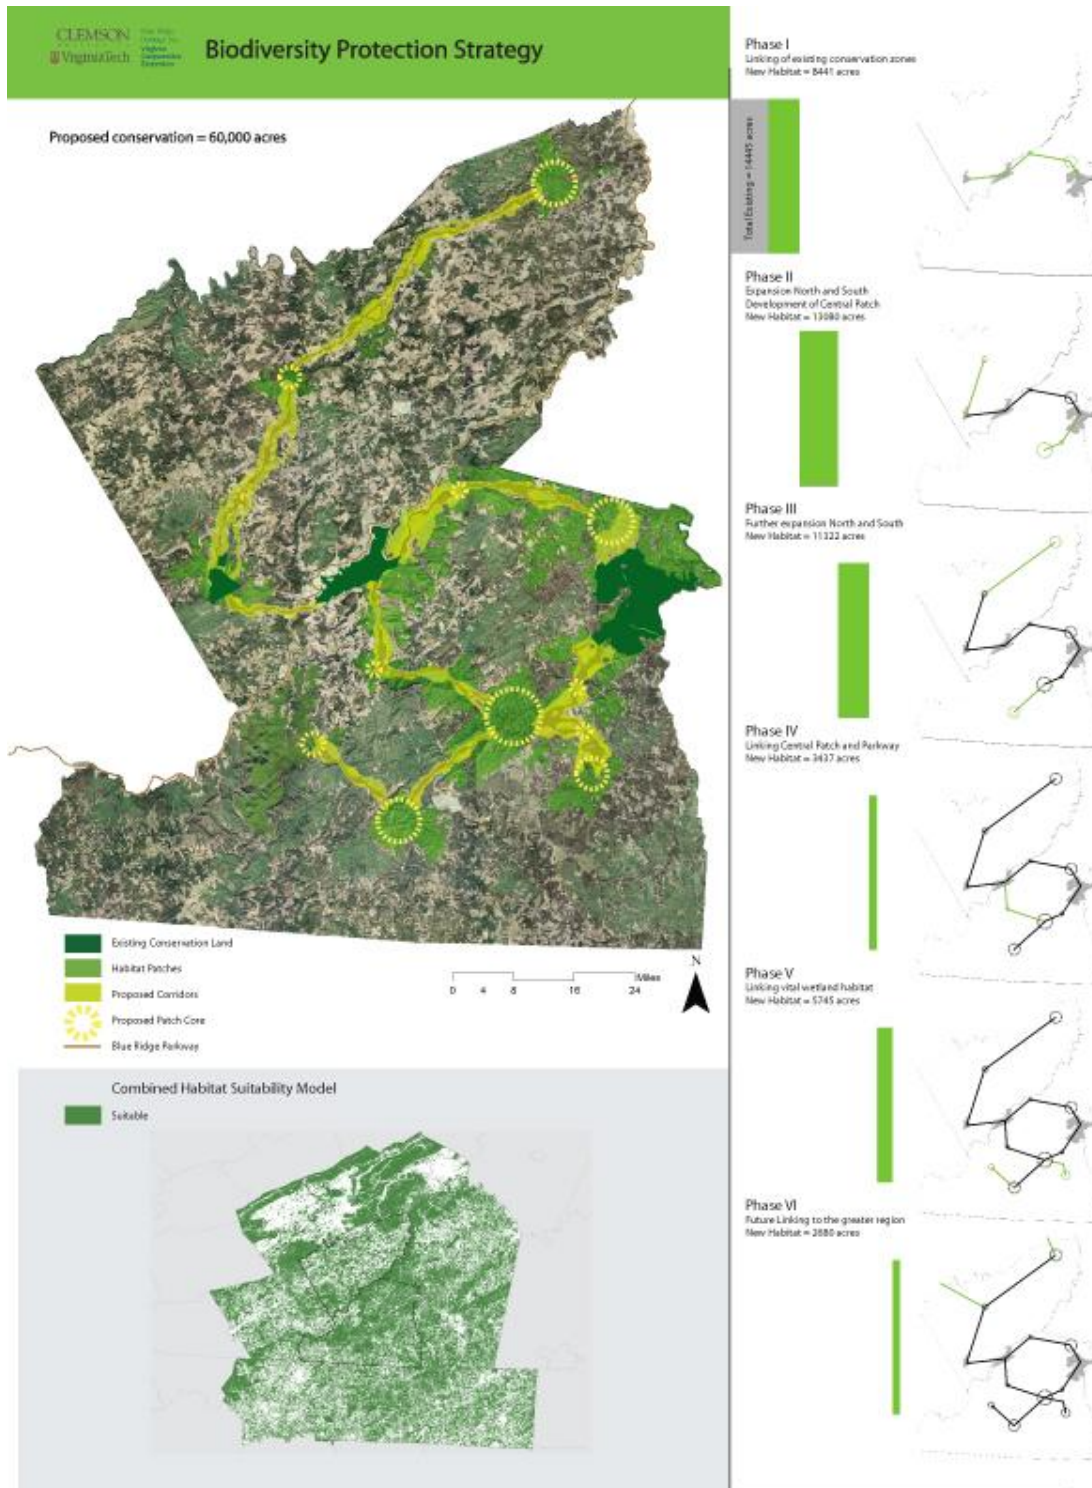 CLEMSON
VirginiaTech
Virginia
Cooperative
Extension
Biodiversity Protection Strategy
Proposed conservation = 60,000 acres
Existing Conservation Land
Habitat Patches
Proposed Corridors
Proposed Patch Core
Blue Ridge Parkway
N
Miles
0 4 8 16 24
Combined Habitat Suitability Model
Suitable
Phase I
Linking of existing conservation zones
New Habitat = 8441 acres
Total Existing = 14445 acres
Phase II
Expansion North and South
Development of Central Patch
New Habitat = 13080 acres
Phase III
Further expansion North and South
New Habitat = 11322 acres
Phase IV
Linking Central Patch and Parkway
New Habitat = 3437 acres
Phase V
Linking vital wetland habitat
New Habitat = 5745 acres
Phase VI
Future Linking to the greater region
New Habitat = 2680 acres